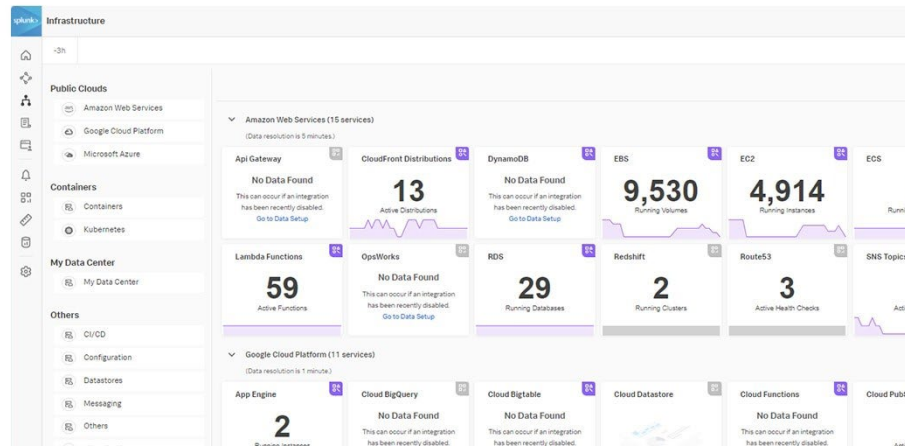 splunk>
Infrastructure
-3h
Public Clouds
Amazon Web Services
Google Cloud Platform
Microsoft Azure
Containers
Containers
Kubernetes
My Data Center
My Data Center
Others
CI/CD
Configuration
Datastores
Messaging
Others
Amazon Web Services (15 services)
(Data resolution is 5 minutes.)
Api Gateway
No Data Found
This can occur if an integration
has been recently disabled.
Go to Data Setup
CloudFront Distributions
13
Active Distributions
DynamoDB
No Data Found
This can occur if an integration
has been recently disabled.
Go to Data Setup
EBS
9,530
Running Volumes
EC2
4,914
Running Instances
ECS
Lambda Functions
59
Active Functions
OpsWorks
No Data Found
This can occur if an integration
has been recently disabled.
Go to Data Setup
RDS
29
Running Databases
Redshift
2
Running Clusters
Route53
3
Active Health Checks
SNS Topics
Google Cloud Platform (11 services)
(Data resolution is 1 minute.)
App Engine
2
Running Instances
Cloud BigQuery
No Data Found
This can occur if an integration
has been recently disabled.
Cloud Bigtable
No Data Found
This can occur if an integration
has been recently disabled.
Cloud Datastore
Cloud Functions
No Data Found
This can occur if an integration
has been recently disabled.
Cloud Pub